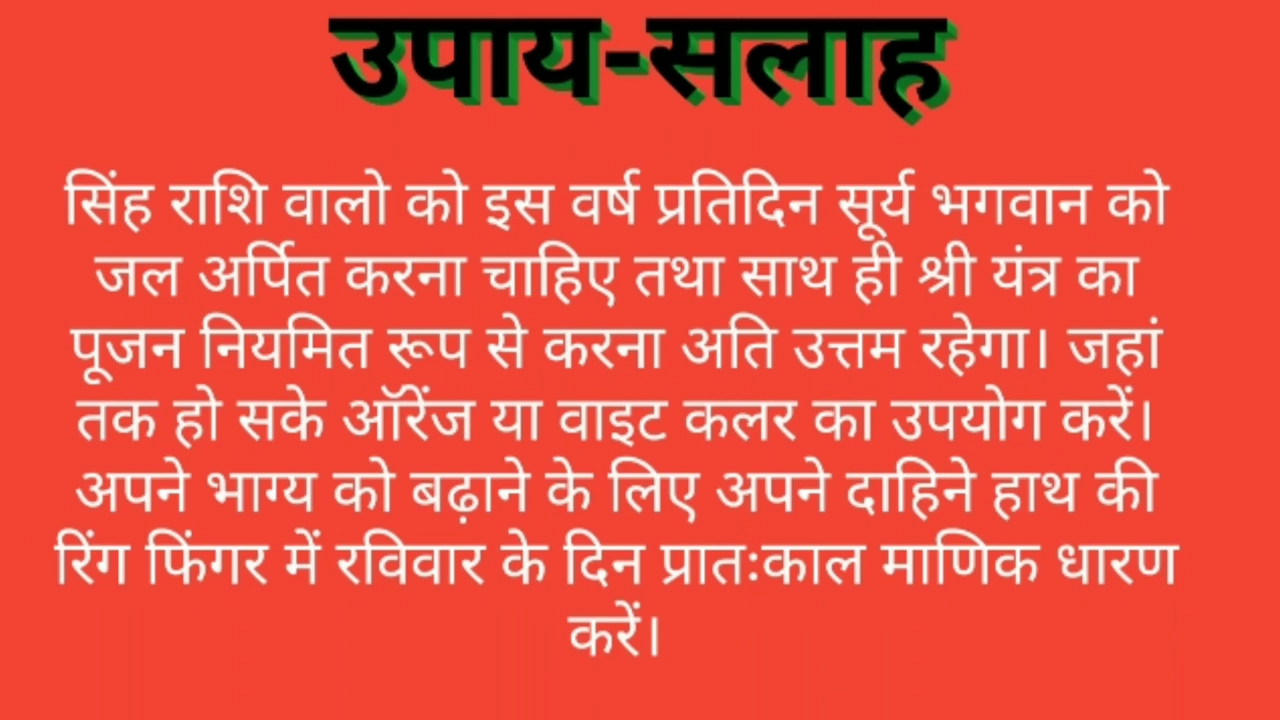 उपाय-सलाह
सिंह राशि वालो को इस वर्ष प्रतिदिन सूर्य भगवान को
जल अर्पित करना चाहिए तथा साथ ही श्री यंत्र का
पूजन नियमित रूप से करना अति उत्तम रहेगा। जहां
तक हो सके ऑरेंज या वाइट कलर का उपयोग करें।
अपने भाग्य को बढ़ाने के लिए अपने दाहिने हाथ की
रिंग फिंगर में रविवार के दिन प्रातःकाल माणिक धारण
करें।